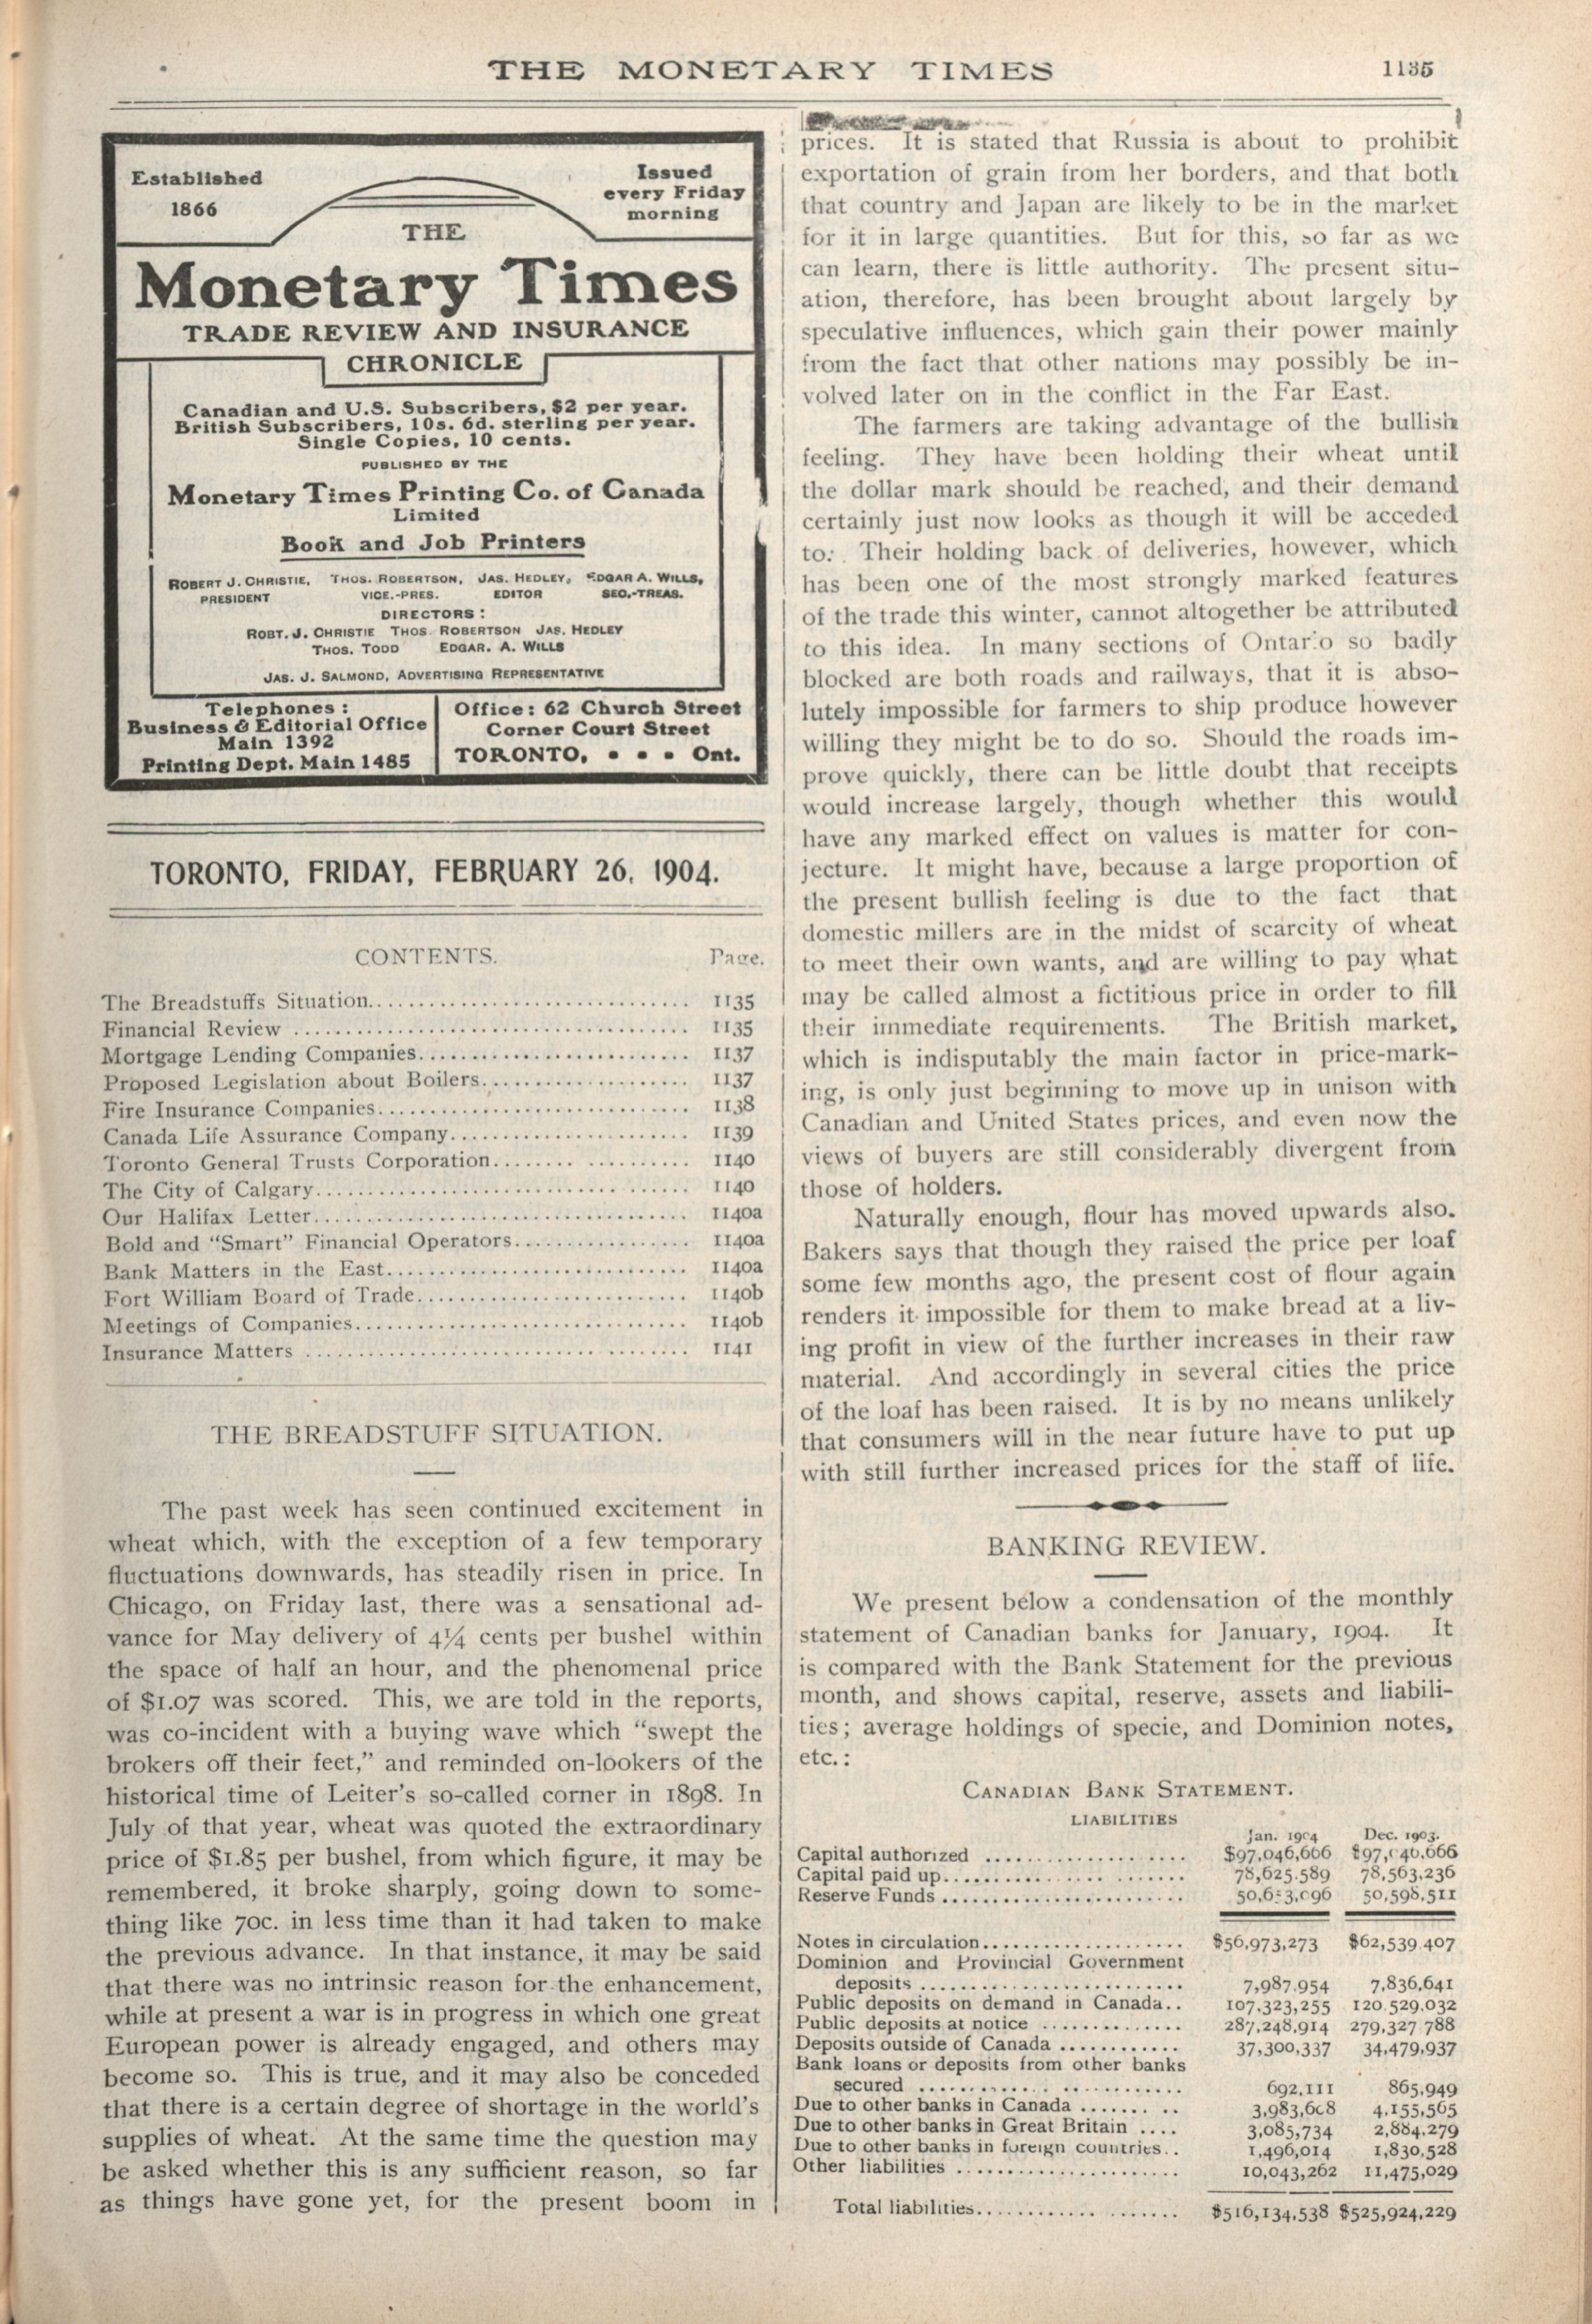 THE MONETARY TIMES
1135
Established
1866
Issued
every Friday
morning
THE
Monetary Times
TRADE REVIEW AND INSURANCE
CHRONICLE
Canadian and U.S. Subscribers, $2 per year.
British Subscribers, 10s. 6d. sterling per year.
Single Copies, 10 cents.
PUBLISHED BY THE
Monetary Times Printing Co. of Canada
Limited
Book and Job Printers
ROBERT J. CHRISTIE, THOS. ROBERTSON, JAS. HEDLEY, EDGAR A. WILLS,
PRESIDENT VICE.-PRES. EDITOR SEC.-TREAS.
DIRECTORS:
ROBT. J. CHRISTIE THOS. ROBERTSON JAS. HEDLEY
THOS. TODD EDGAR. A. WILLS
JAS. J. SALMOND, ADVERTISING REPRESENTATIVE
Telephones:
Business & Editorial Office
Main 1392
Printing Dept. Main 1485
Office: 62 Church Street
Corner Court Street
TORONTO, • • • Ont.
TORONTO, FRIDAY, FEBRUARY 26, 1904.
CONTENTS. Page.
The Breadstuffs Situation.. 1135
Financial Review 1135
Mortgage Lending Companies. 1137
Proposed Legislation about Boilers. 1137
Fire Insurance Companies. 1138
Canada Life Assurance Company. 1139
Toronto General Trusts Corporation. 1140
The City of Calgary. 1140
Our Halifax Letter. 1140a
Bold and "Smart" Financial Operators. 1140a
Bank Matters in the East. 1140a
Fort William Board of Trade. 1140b
Meetings of Companies. 1140b
Insurance Matters 1141
THE BREADSTUFF SITUATION.
The past week has seen continued excitement in
wheat which, with the exception of a few temporary
fluctuations downwards, has steadily risen in price. In
Chicago, on Friday last, there was a sensational ad-
vance for May delivery of 4¼ cents per bushel within
the space of half an hour, and the phenomenal price
of $1.07 was scored. This, we are told in the reports,
was co-incident with a buying wave which "swept the
brokers off their feet," and reminded on-lookers of the
historical time of Leiter's so-called corner in 1898. In
July of that year, wheat was quoted the extraordinary
price of $1.85 per bushel, from which figure, it may be
remembered, it broke sharply, going down to some-
thing like 70c. in less time than it had taken to make
the previous advance. In that instance, it may be said
that there was no intrinsic reason for the enhancement,
while at present a war is in progress in which one great
European power is already engaged, and others may
become so. This is true, and it may also be conceded
that there is a certain degree of shortage in the world's
supplies of wheat. At the same time the question may
be asked whether this is any sufficient reason, so far
as things have gone yet, for the present boom in
prices. It is stated that Russia is about to prohibit
exportation of grain from her borders, and that both
that country and Japan are likely to be in the market
for it in large quantities. But for this, so far as we
can learn, there is little authority. The present situ-
ation, therefore, has been brought about largely by
speculative influences, which gain their power mainly
from the fact that other nations may possibly be in-
volved later on in the conflict in the Far East.
The farmers are taking advantage of the bullish
feeling. They have been holding their wheat until
the dollar mark should be reached, and their demand
certainly just now looks as though it will be acceded
to. Their holding back of deliveries, however, which
has been one of the most strongly marked features
of the trade this winter, cannot altogether be attributed
to this idea. In many sections of Ontario so badly
blocked are both roads and railways, that it is abso-
lutely impossible for farmers to ship produce however
willing they might be to do so. Should the roads im-
prove quickly, there can be little doubt that receipts
would increase largely, though whether this would
have any marked effect on values is matter for con-
jecture. It might have, because a large proportion of
the present bullish feeling is due to the fact that
domestic millers are in the midst of scarcity of wheat
to meet their own wants, and are willing to pay what
may be called almost a fictitious price in order to fill
their immediate requirements. The British market,
which is indisputably the main factor in price-mark-
ing, is only just beginning to move up in unison with
Canadian and United States prices, and even now the
views of buyers are still considerably divergent from
those of holders.
Naturally enough, flour has moved upwards also.
Bakers says that though they raised the price per loaf
some few months ago, the present cost of flour again
renders it impossible for them to make bread at a liv-
ing profit in view of the further increases in their raw
material. And accordingly in several cities the price
of the loaf has been raised. It is by no means unlikely
that consumers will in the near future have to put up
with still further increased prices for the staff of life.
BANKING REVIEW.
We present below a condensation of the monthly
statement of Canadian banks for January, 1904. It
is compared with the Bank Statement for the previous
month, and shows capital, reserve, assets and liabili-
ties; average holdings of specie, and Dominion notes,
etc.:
CANADIAN BANK STATEMENT.
LIABILITIES
Jan. 1904 Dec. 1903.
Capital authorized $97,046,666 $97,046,666
Capital paid up. 78,625.589 78,563,236
Reserve Funds 50,598,511
Notes in circulation. $56,973,273 $62,539.407
Dominion and Provincial Government
deposits 7,987.954 7,836,641
Public deposits on demand in Canada.. 107,323,255 120.529.032
Public deposits at notice 287,248,914 279,327 788
Deposits outside of Canada 37,300,337 34,479,937
Bank loans or deposits from other banks
secured 692,111 865,949
Due to other banks in Canada 3,983,608 4,155,565
Due to other banks in Great Britain 3,085,734 2,884,279
Due to other banks in foreign countries.. 1,496,014 1,830,528
Other liabilities 10,043,262 11,475,029
Total liabilities. $516,134,538 $525,924,229